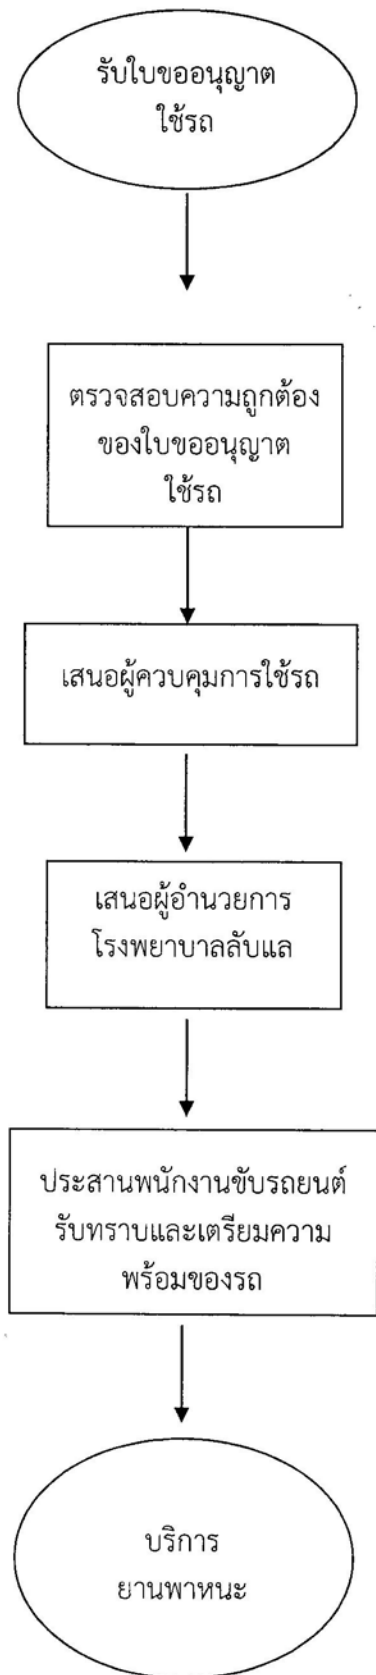 รับใบขออนุญาต
ใช้รถ
ตรวจสอบความถูกต้อง
ของใบขออนุญาต
ใช้รถ
เสนอผู้ควบคุมการใช้รถ
เสนอผู้อำนวยการ
โรงพยาบาลลับแล
ประสานพนักงานขับรถยนต์
รับทราบและเตรียมความ
พร้อมของรถ
บริการ
ยานพาหนะ